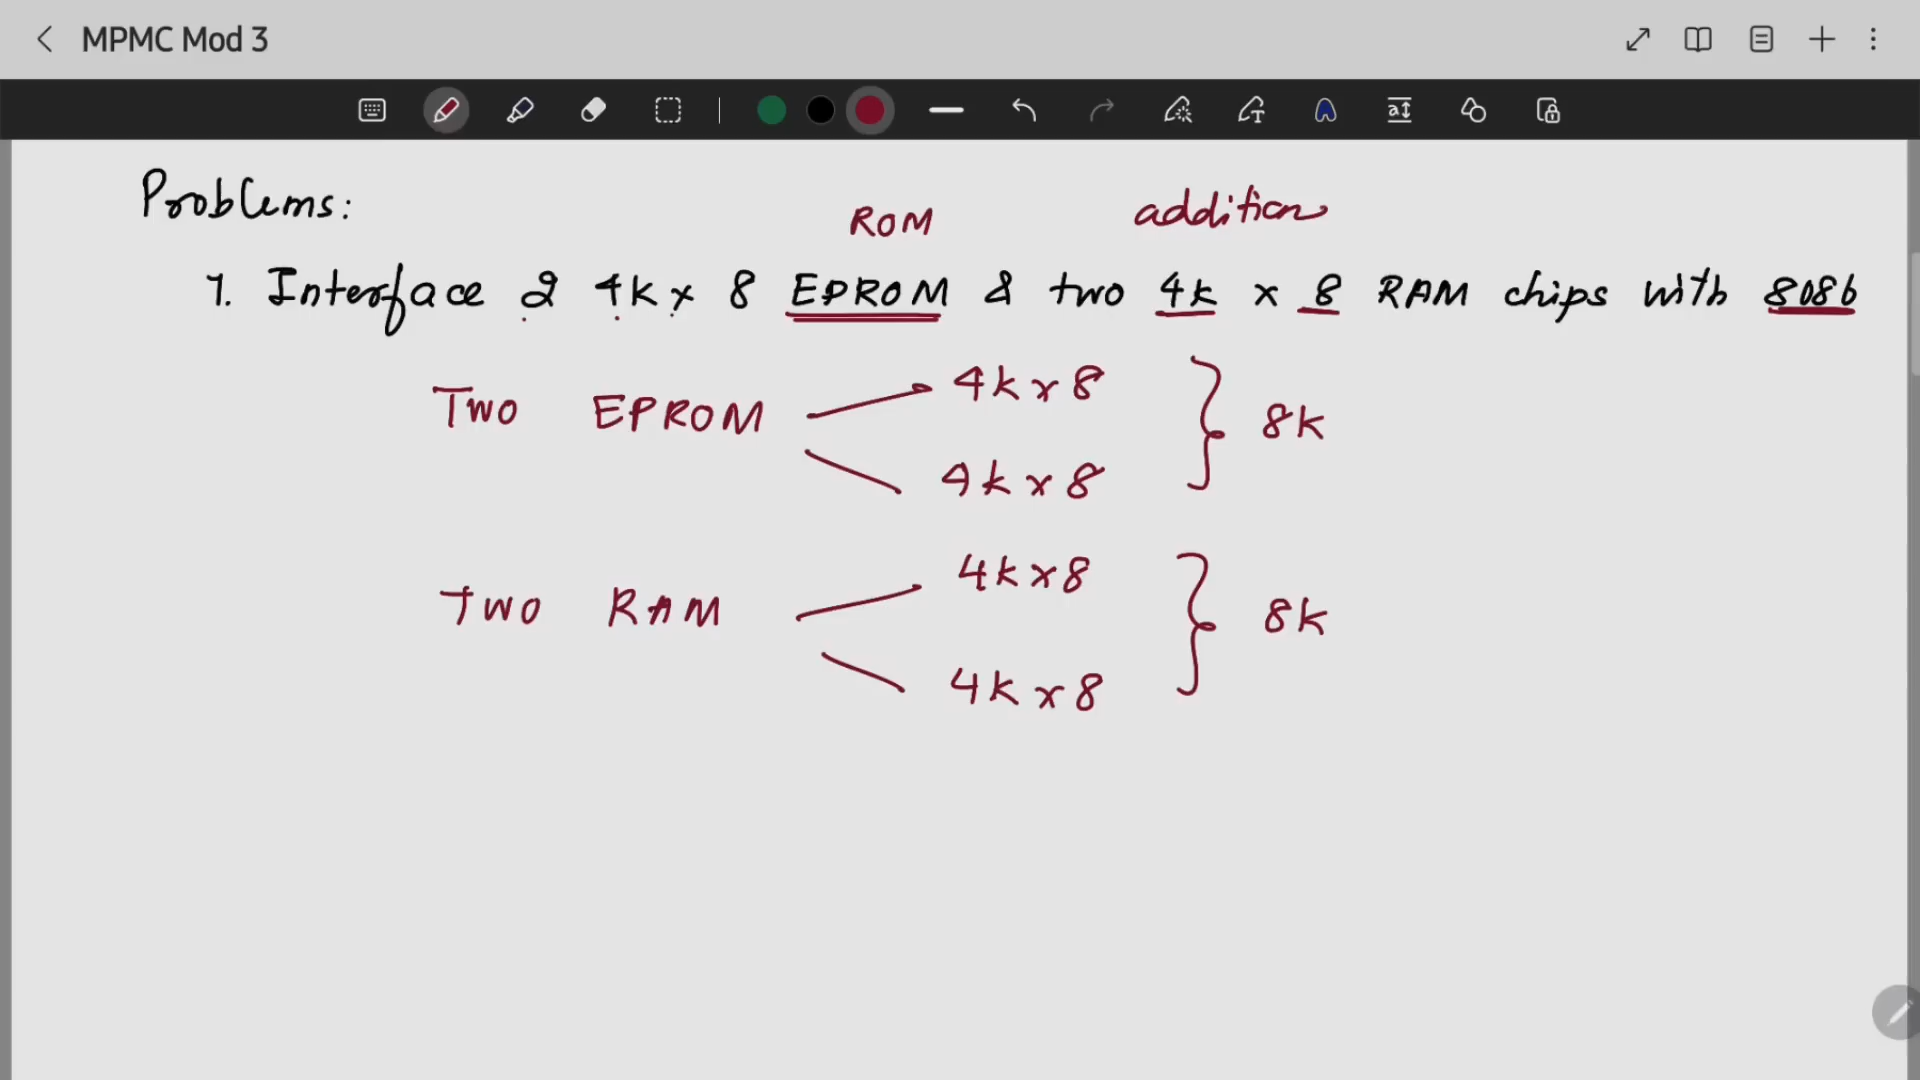 MPMC Mod 3
Problems:
ROM addition
1. Interface 2 4k x 8 EPROM & two 4k x 8 RAM chips with 8086
Two EPROM
4k x 8
4k x 8
8k
Two RAM
4k x 8
4k x 8
8k